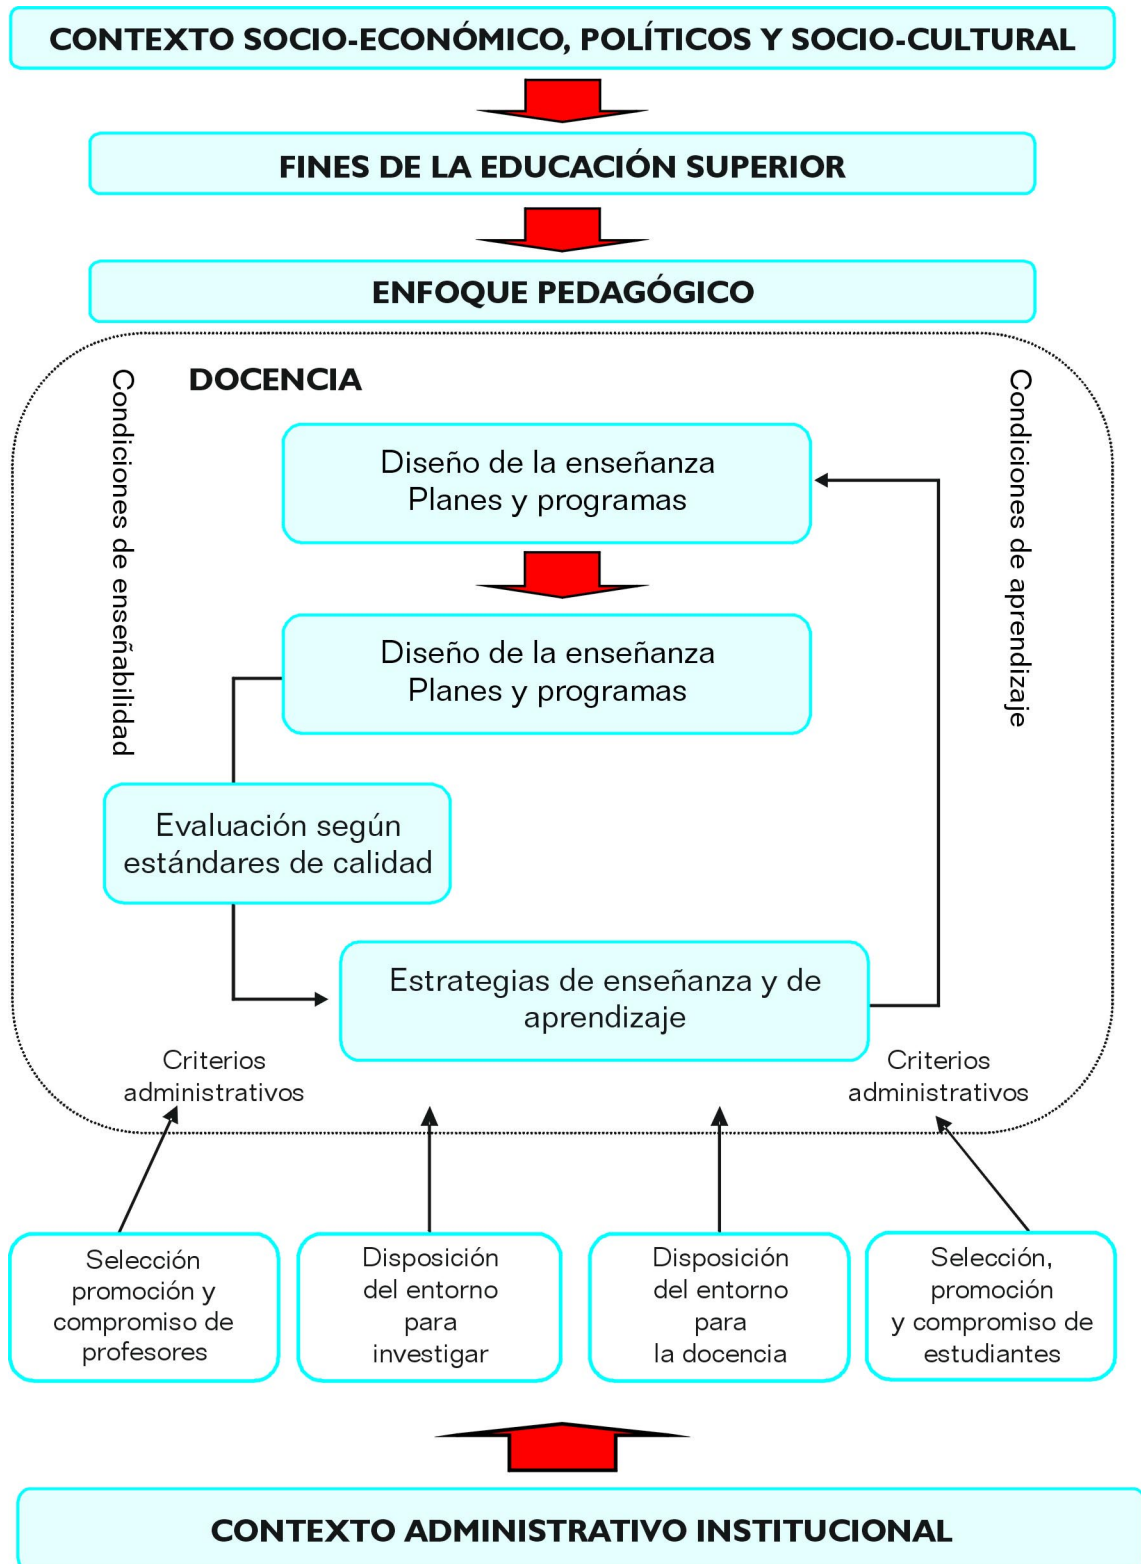 CONTEXTO SOCIO-ECONÓMICO, POLÍTICOS Y SOCIO-CULTURAL
FINES DE LA EDUCACIÓN SUPERIOR
ENFOQUE PEDAGÓGICO
DOCENCIA
Condiciones de enseñabilidad
Condiciones de aprendizaje
Diseño de la enseñanza
Planes y programas
Diseño de la enseñanza
Planes y programas
Evaluación según
estándares de calidad
Estrategias de enseñanza y de
aprendizaje
Criterios
administrativos
Criterios
administrativos
Selección
promoción y
compromiso de
profesores
Disposición
del entorno
para
investigar
Disposición
del entorno
para
la docencia
Selección,
promoción
y compromiso de
estudiantes
CONTEXTO ADMINISTRATIVO INSTITUCIONAL